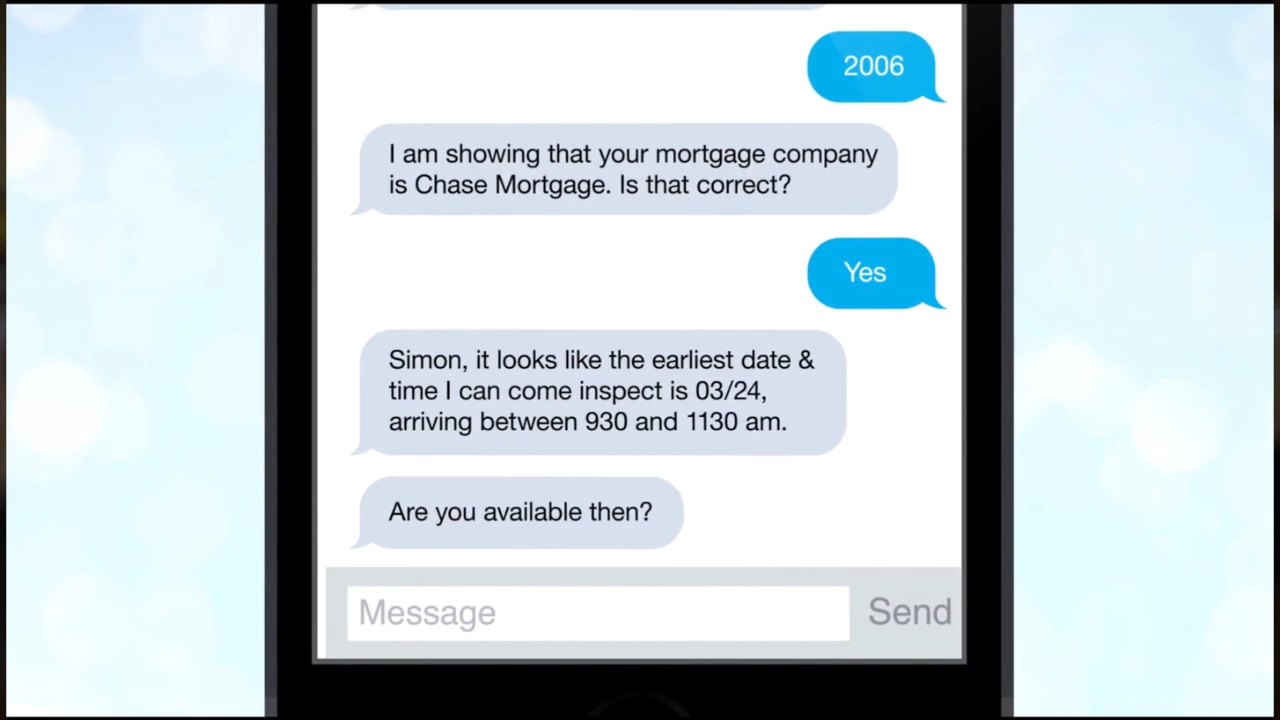 2006
I am showing that your mortgage company
is Chase Mortgage. Is that correct?
Yes
Simon, it looks like the earliest date &
time I can come inspect is 03/24,
arriving between 930 and 1130 am.
Are you available then?
Message
Send